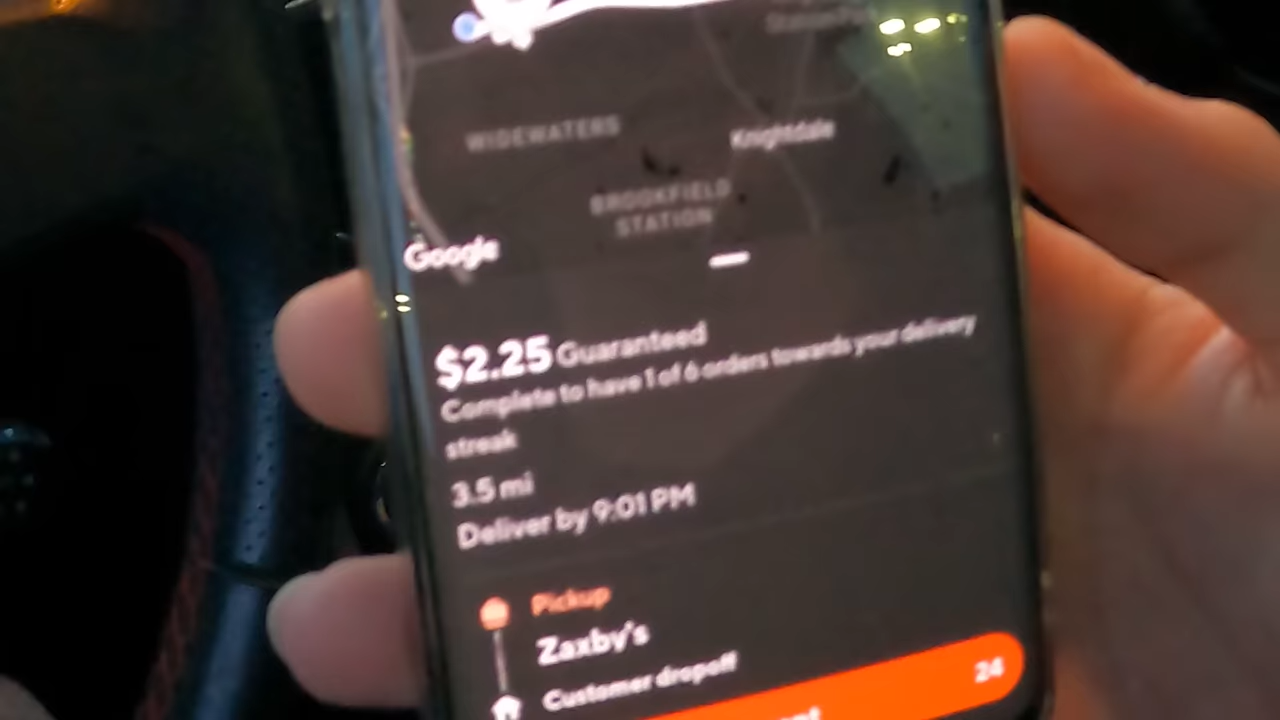 WIDEWATERS
Knightdale
BROOKFIELD
STATION
Google
$2.25 Guaranteed
Complete to have 1 of 6 orders towards your delivery
streak
3.5 mi
Deliver by 9:01 PM
Pickup
Zaxby's
Customer dropoff
24